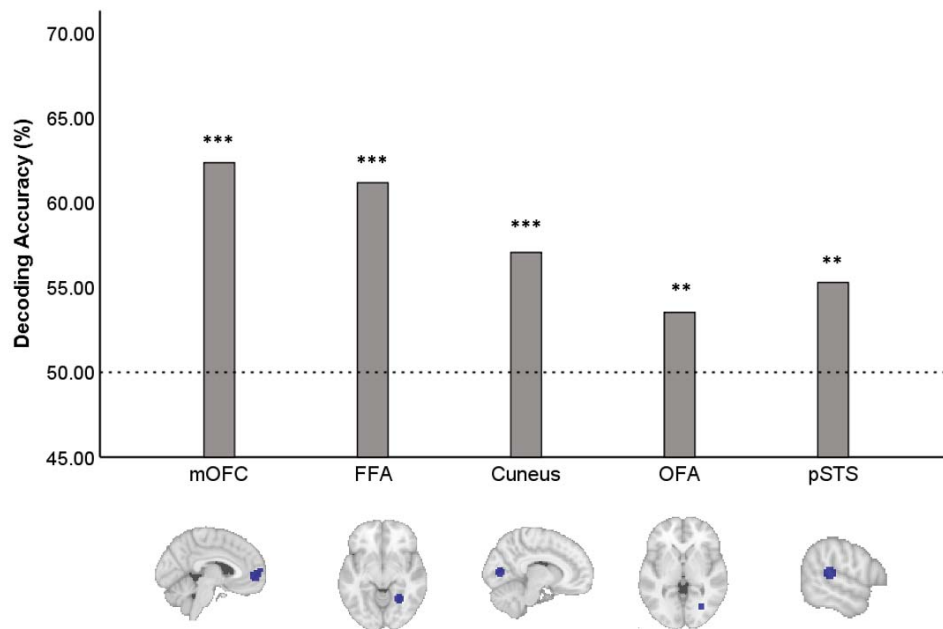 Decoding Accuracy (%)
70.00
65.00
60.00
55.00
50.00
45.00
***
***
***
**
**
mOFC
FFA
Cuneus
OFA
pSTS